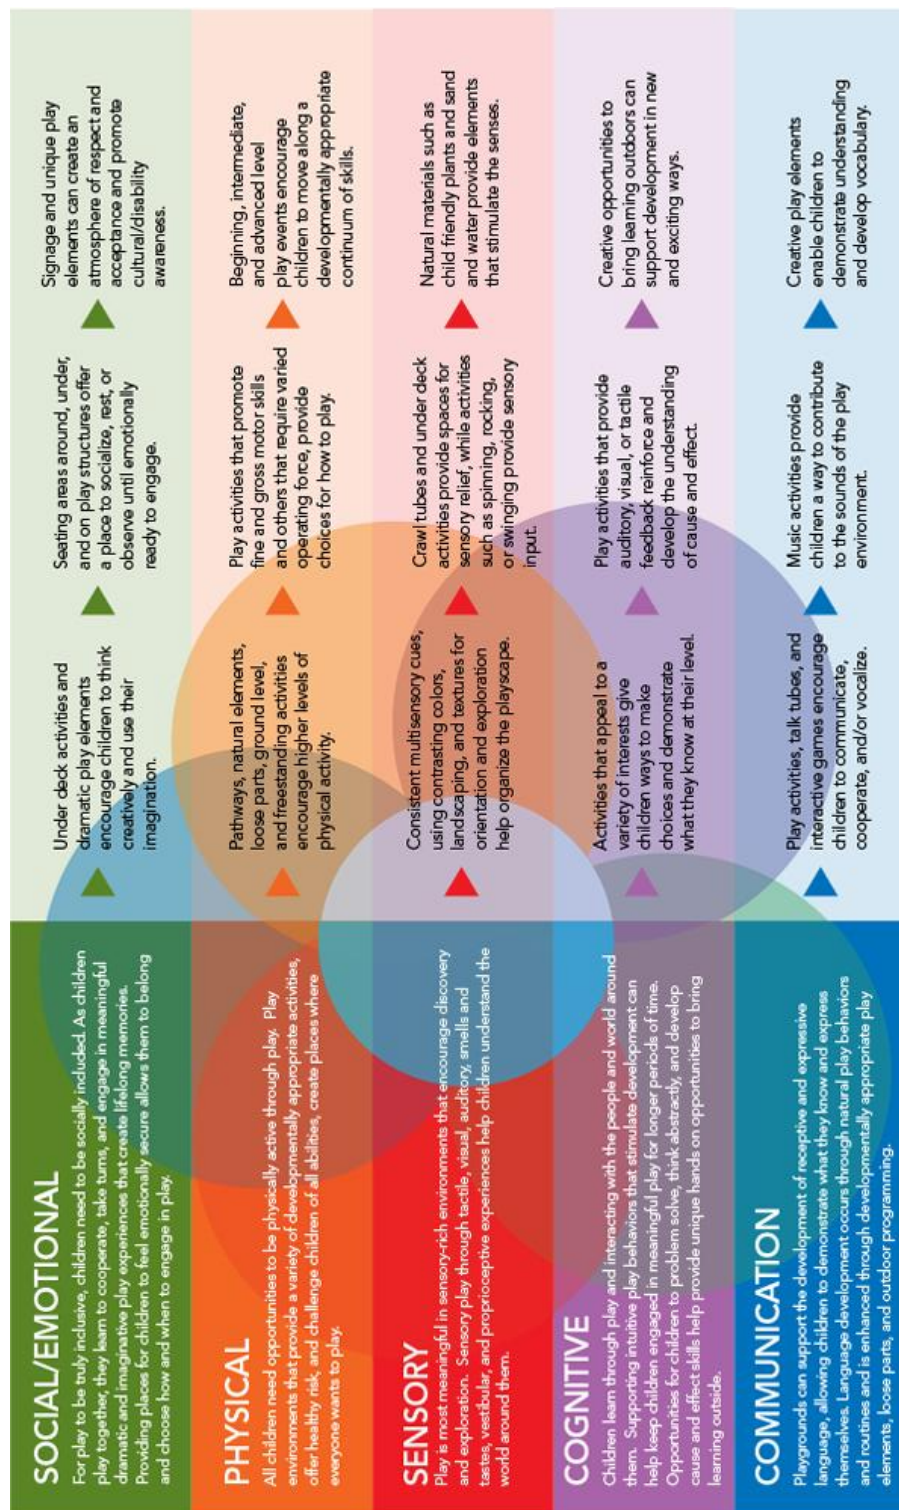 SOCIAL/EMOTIONAL
For play to be truly inclusive, children need to be socially included. As children
play together, they learn to cooperate, take turns, and engage in meaningful
dramatic and imaginative play experiences that create lifelong memories.
Providing places for children to feel emotionally secure allows them to belong
and choose how and when to engage in play.
Under deck activities and
dramatic play elements
encourage children to think
creatively and use their
imagination.
Seating areas around, under,
and on play structures offer
a place to socialize, rest, or
observe until emotionally
ready to engage.
Signage and unique play
elements can create an
atmosphere of respect and
acceptance and promote
cultural/disability
awareness.
PHYSICAL
All children need opportunities to be physically active through play. Play
environments that provide a variety of developmentally appropriate activities,
offer healthy risk, and challenge children of all abilities, create places where
everyone wants to play.
Pathways, natural elements,
loose parts, ground level,
and freestanding activities
encourage higher levels of
physical activity.
Play activities that promote
fine and gross motor skills
and others that require varied
operating force, provide
choices for how to play.
Beginning, intermediate,
and advanced level
play events encourage
children to move along a
developmentally appropriate
continuum of skills.
SENSORY
Play is most meaningful in sensory-rich environments that encourage discovery
and exploration. Sensory play through tactile, visual, auditory, smells and
tastes, vestibular, and proprioceptive experiences help children understand the
world around them.
Consistent multisensory cues,
using contrasting colors,
landscaping, and textures for
orientation and exploration
help organize the playscape.
Crawl tubes and under deck
activities provide spaces for
sensory relief, while activities
such as spinning, rocking,
or swinging provide sensory
input.
Natural materials such as
child friendly plants and sand
and water provide elements
that stimulate the senses.
COGNITIVE
Children learn through play and interacting with the people and world around
them. Supporting intuitive play behaviors that stimulate development can
help keep children engaged in meaningful play for longer periods of time.
Opportunities for children to problem solve, think abstractly, and develop
cause and effect skills help provide unique hands on opportunities to bring
learning outside.
Activities that appeal to a
variety of interests give
children ways to make
choices and demonstrate
what they know at their level.
Play activities that provide
auditory, visual, or tactile
feedback reinforce and
develop the understanding
of cause and effect.
Creative opportunities to
bring learning outdoors can
support development in new
and exciting ways.
COMMUNICATION
Playgrounds can support the development of receptive and expressive
language, allowing children to demonstrate what they know and express
themselves. Language development occurs through natural play behaviors
and routines and is enhanced through developmentally appropriate play
elements, loose parts, and outdoor programming.
Play activities, talk tubes, and
interactive games encourage
children to communicate,
cooperate, and/or vocalize.
Music activities provide
children a way to contribute
to the sounds of the play
environment.
Creative play elements
enable children to
demonstrate understanding
and develop vocabulary.